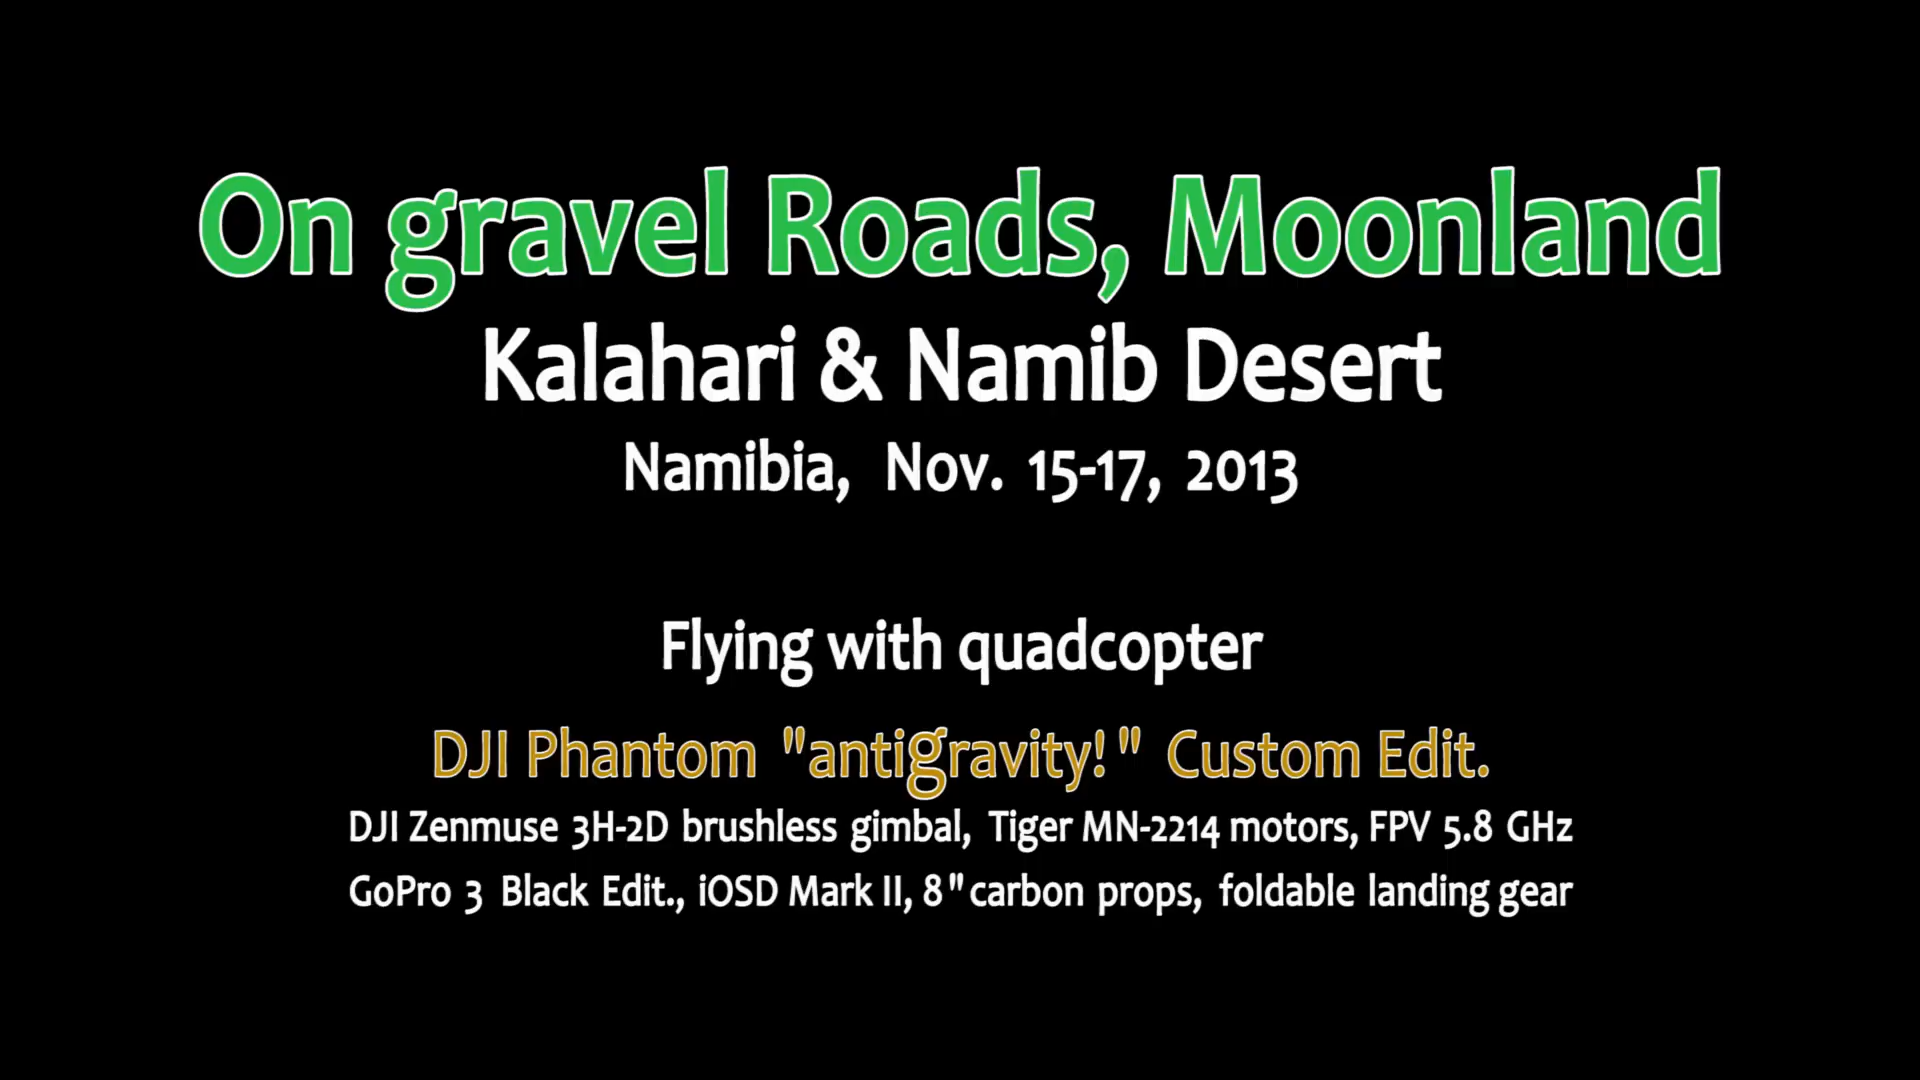 On gravel Roads, Moonland
Kalahari & Namib Desert
Namibia, Nov. 15-17, 2013
Flying with quadcopter
DJI Phantom "antigravity!" Custom Edit.
DJI Zenmuse 3H-2D brushless gimbal, Tiger MN-2214 motors, FPV 5.8 GHz
GoPro 3 Black Edit., iOSD Mark II, 8" carbon props, foldable landing gear